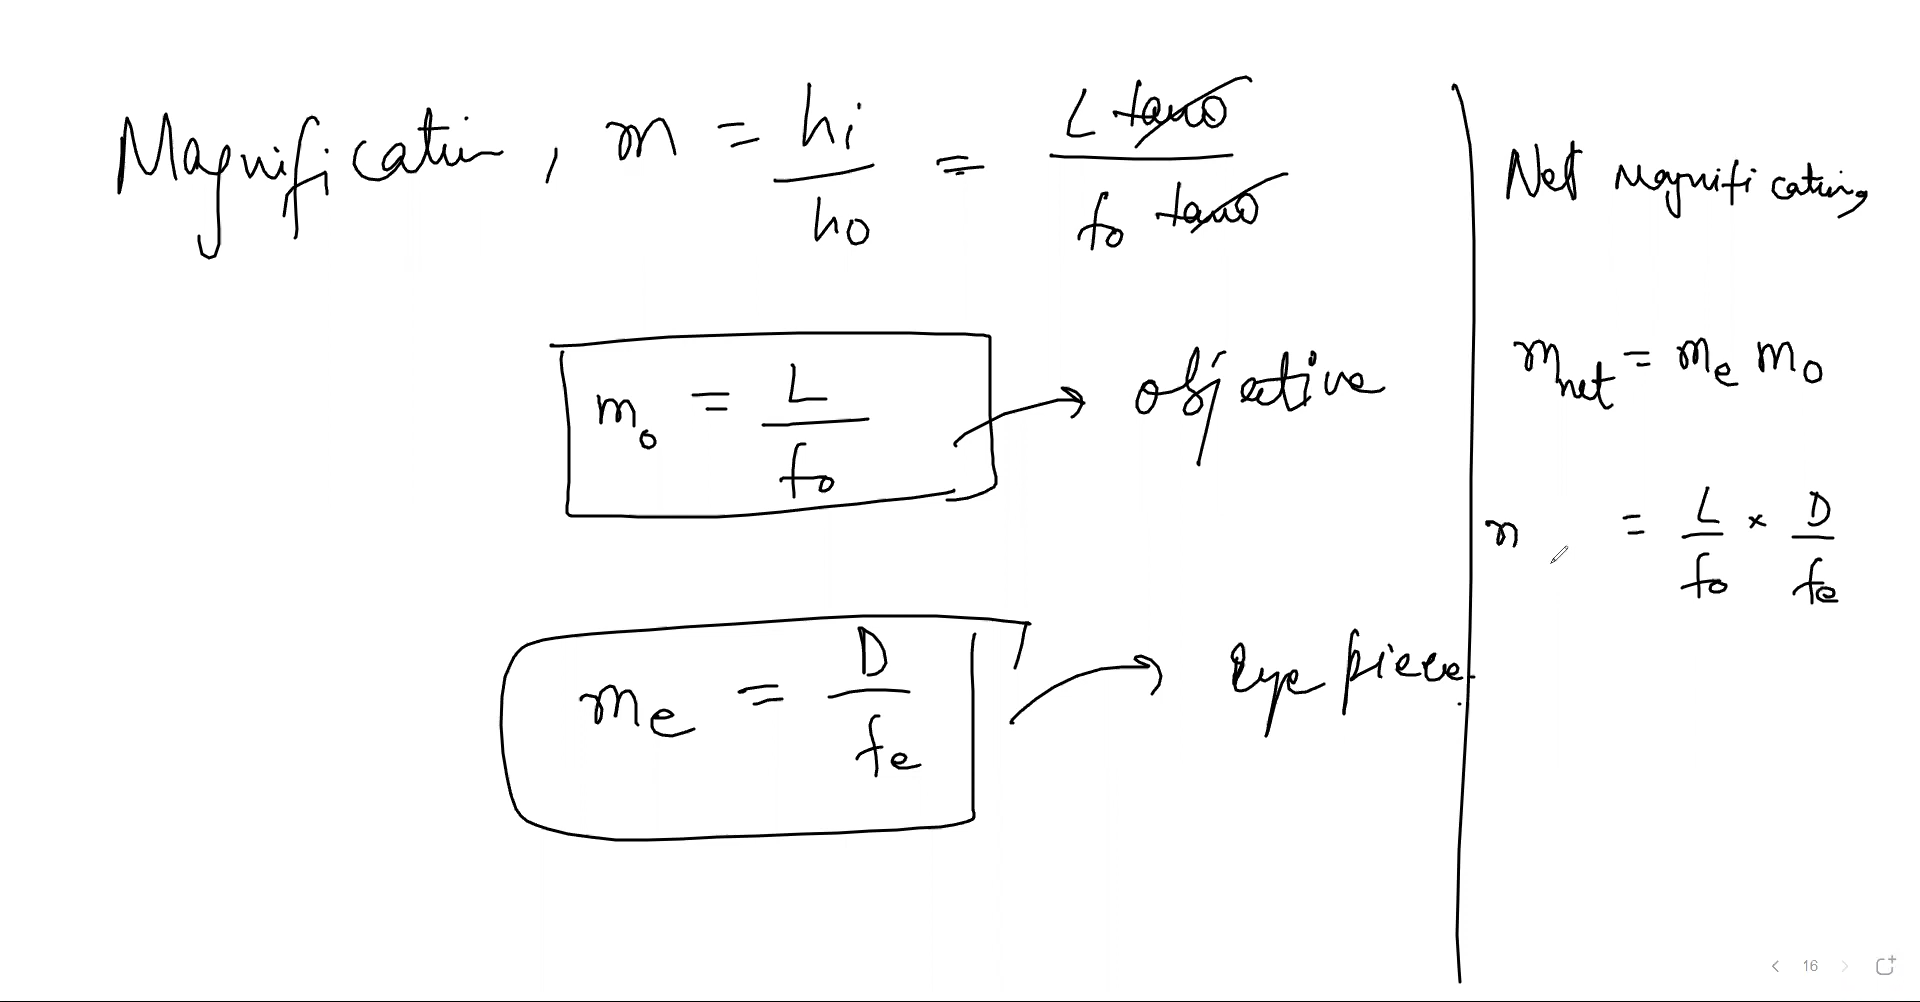 Magnification, m = hi/ho = L tanθ/fo tanθ
mo = L/fo → objective
me = D/fe → Eye piece.
Net Magnification,
mnet = me mo
m = L/fo × D/fe
16